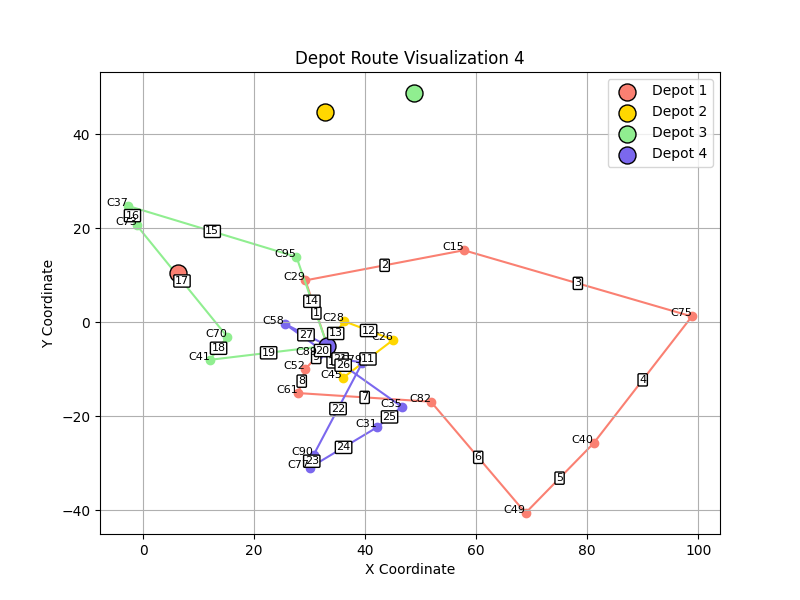 Depot Route Visualization 4
Depot 1
Depot 2
Depot 3
Depot 4
Y Coordinate
40
20
0
−20
−40
C37
16
C73
15
C95
17
C29
2
C15
3
C75
14
1
C28
C58
13
12
27
C26
C70
18
C41
19
20
11
26
C52
C45
8
C61
7
C82
4
C35
22
25
C31
C90
23
C77
24
6
5
C40
C49
0
20
40
60
80
100
X Coordinate